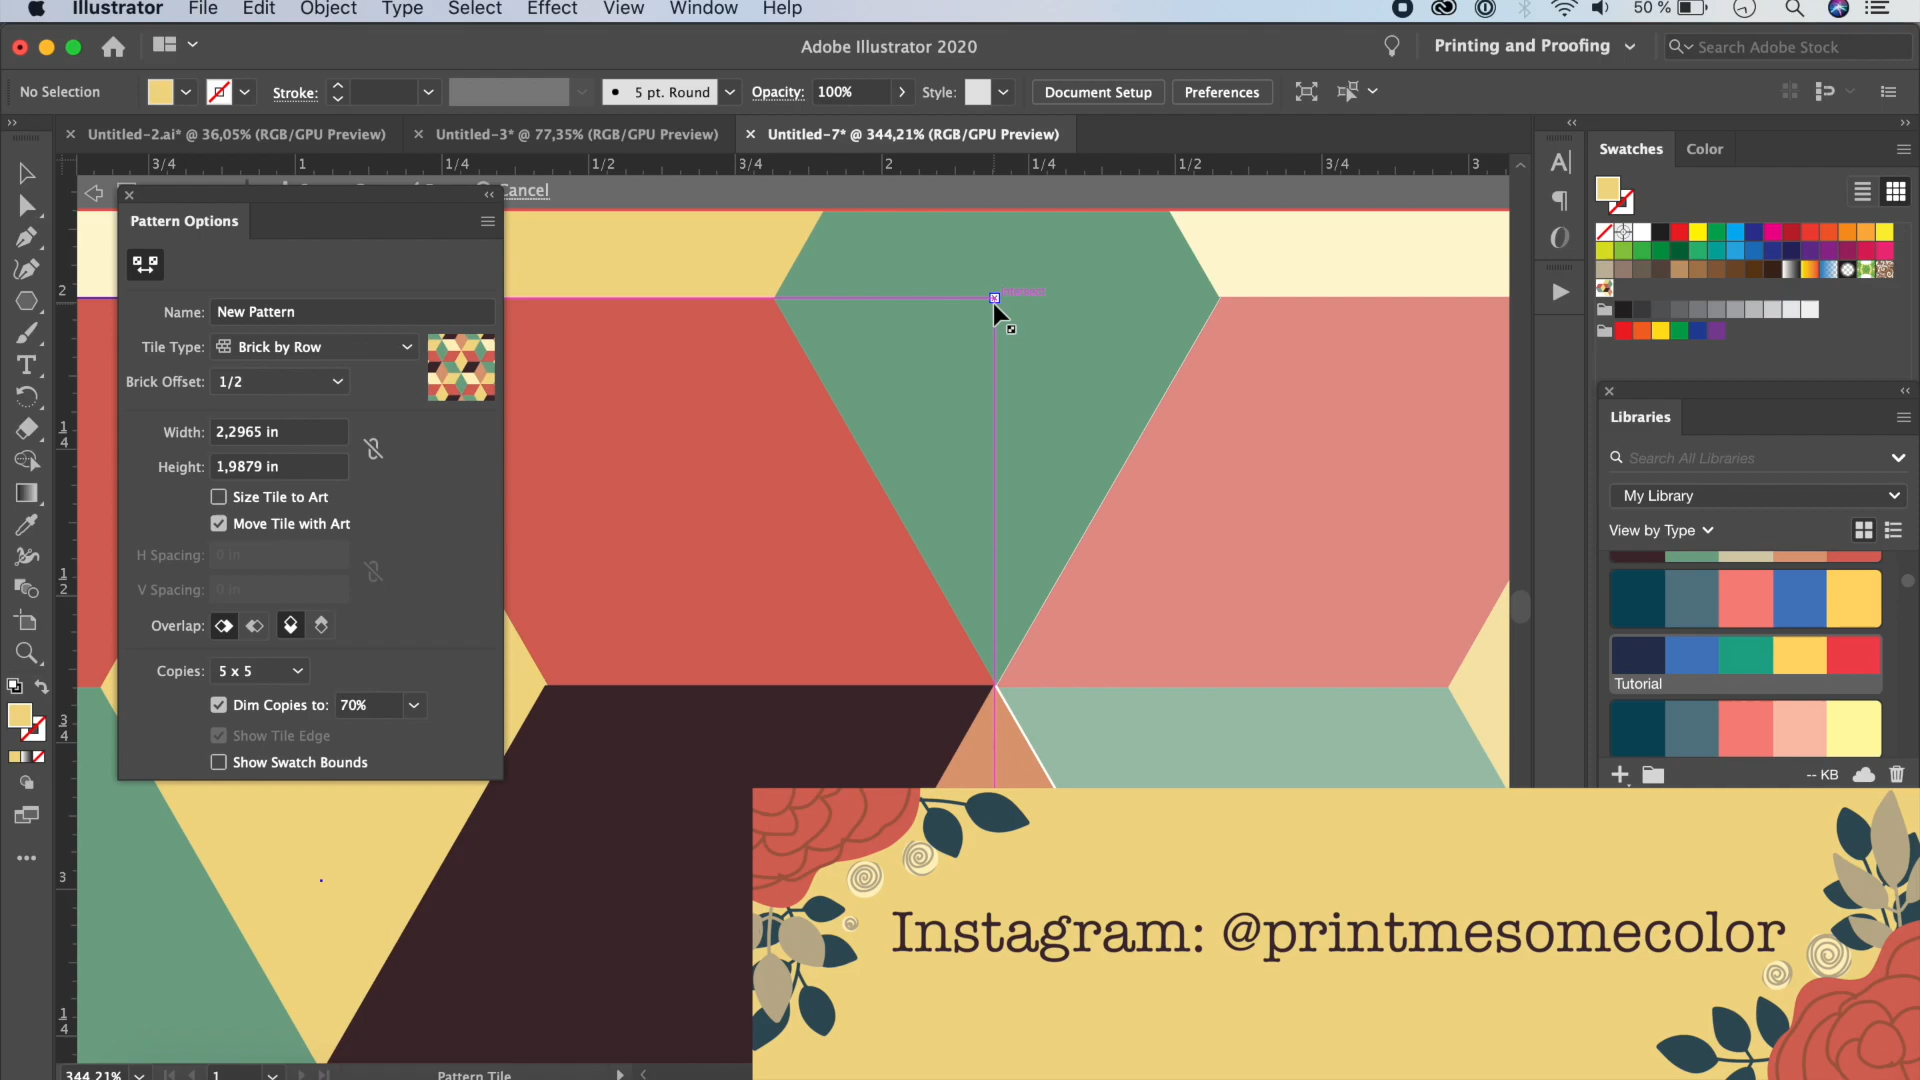 Illustrator File Edit Object Type Select Effect View Window Help 50 %
Adobe Illustrator 2020 Printing and Proofing Search Adobe Stock
No Selection Stroke: 5 pt. Round Opacity: 100% Style: Document Setup Preferences
Untitled-2.ai* @ 36,05% (RGB/GPU Preview) Untitled-3* @ 77,35% (RGB/GPU Preview) Untitled-7* @ 344,21% (RGB/GPU Preview)
3/4 1 1/4 1/2 3/4 2 1/4 1/2 3/4 3
Cancel
Pattern Options
Name: New Pattern
Tile Type: Brick by Row
Brick Offset: 1/2
Width: 2,2965 in
Height: 1,9879 in
Size Tile to Art
Move Tile with Art
H Spacing: 0 in
V Spacing: 0 in
Overlap:
Copies: 5 x 5
Dim Copies to: 70%
Show Tile Edge
Show Swatch Bounds
2
1
4
1
2
3
4
3
1
4
Swatches Color
Libraries
Search All Libraries
My Library
View by Type
Tutorial
-- KB
Instagram: @printmesomecolor
344,21% 1 Pattern Tile